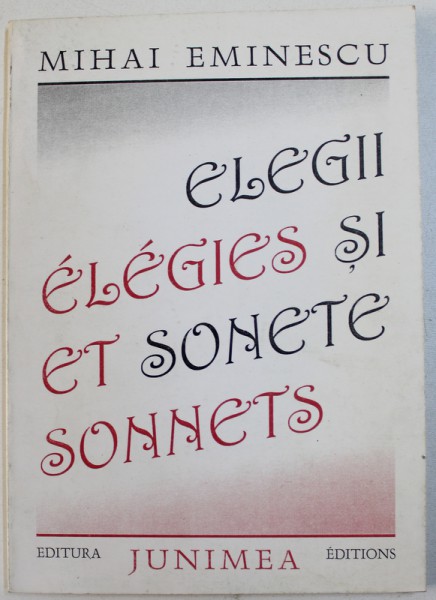 MIHAI EMINESCU
ELEGII
ÉLÉGIES ȘI
ET SONETE
SONNETS
EDITURA JUNIMEA ÉDITIONS